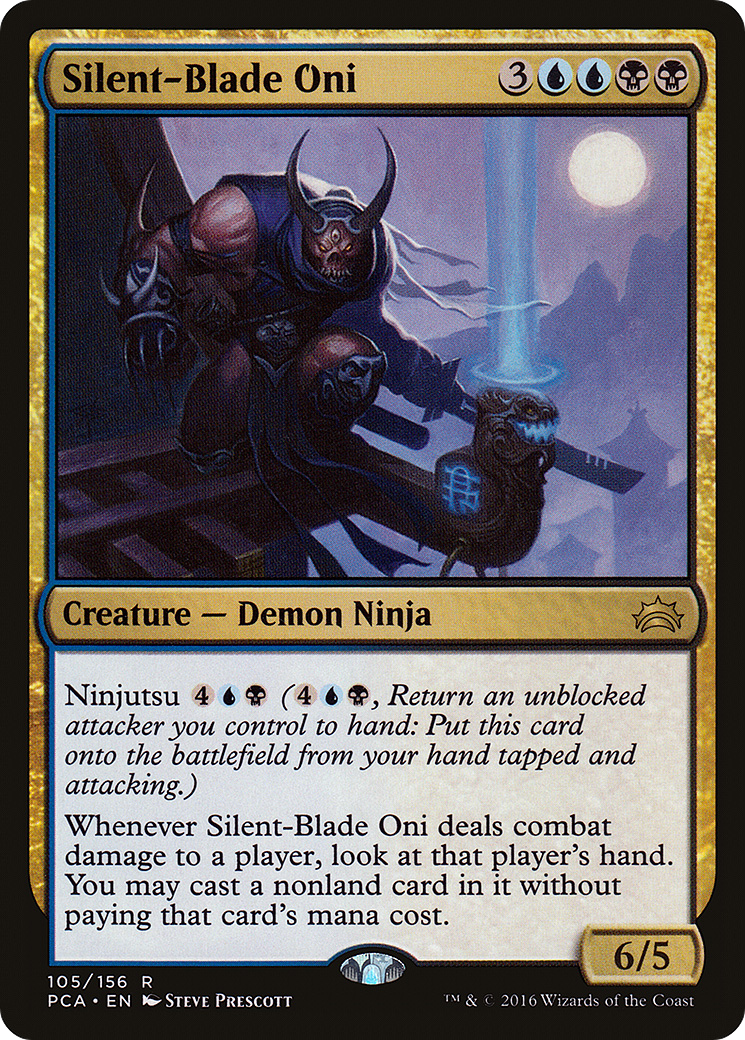 Silent-Blade Oni 3
Creature — Demon Ninja
Ninjutsu 4 (4, Return an unblocked
attacker you control to hand: Put this card
onto the battlefield from your hand tapped and
attacking.)
Whenever Silent-Blade Oni deals combat
damage to a player, look at that player's hand.
You may cast a nonland card in it without
paying that card's mana cost.
6/5
105/156 R
PCA • EN Steve Prescott
™ & © 2016 Wizards of the Coast